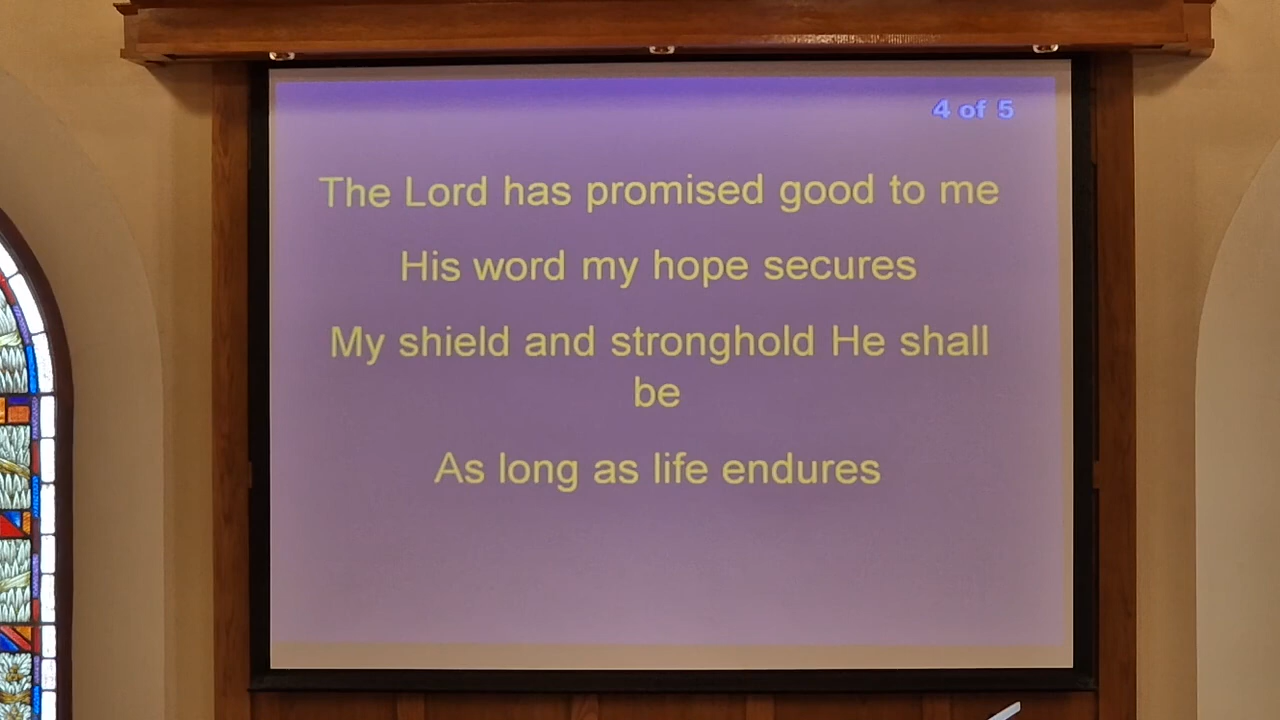 4 of 5
The Lord has promised good to me
His word my hope secures
My shield and stronghold He shall
be
As long as life endures